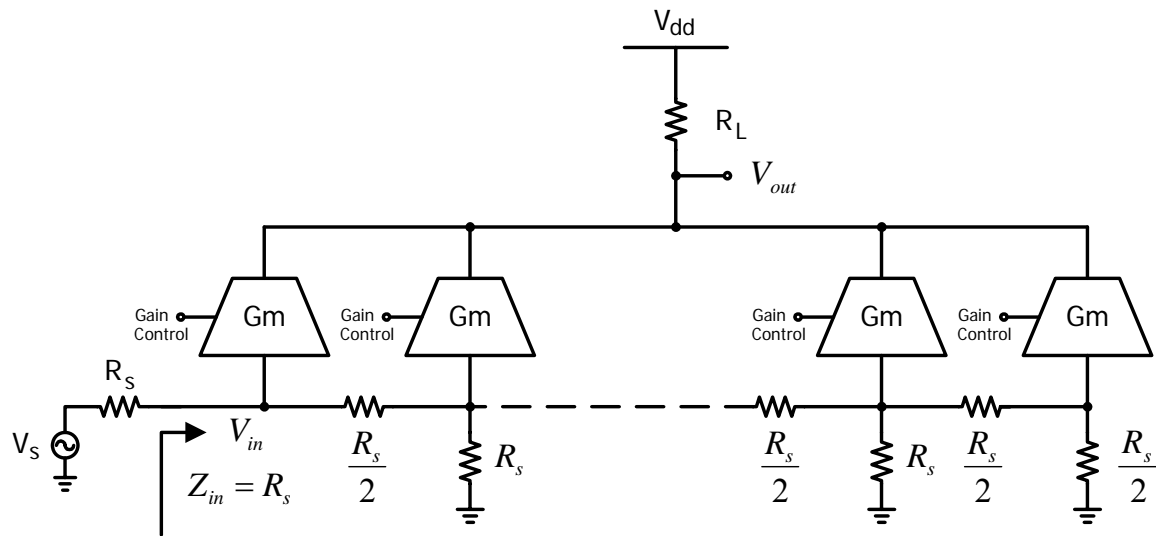 V_dd
R_L
V_out
Gain
Control
Gm
Gain
Control
Gm
Gain
Control
Gm
Gain
Control
Gm
R_s
V_s
V_in
Z_in = R_s
R_s/2
R_s
R_s/2
R_s
R_s/2
R_s/2